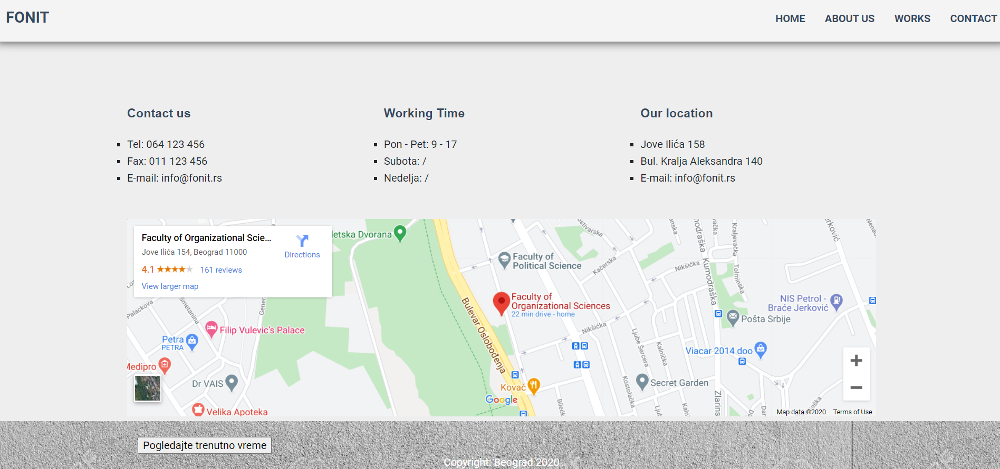 FONIT
HOME ABOUT US WORKS CONTACT
Contact us
Tel: 064 123 456
Fax: 011 123 456
E-mail: info@fonit.rs
Working Time
Pon - Pet: 9 - 17
Subota: /
Nedelja: /
Our location
Jove Ilića 158
Bul. Kralja Aleksandra 140
E-mail: info@fonit.rs
Faculty of Organizational Scie...
Jove Ilića 154, Beograd 11000
Directions
4.1 161 reviews
View larger map
letska Dvorana
Faculty of
Political Science
Faculty of
Organizational Sciences
22 min drive - home
Bulevar Oslobođenja
Kačerska
Nikšićka
Nikšićka
Kumodraška
Kraljevačka
Tolminska
NIS Petrol -
Braće Jerković
Pošta Srbije
Viacar 2014 doo
Palackova
Smetanina
Gener
Filip Vulevic's Palace
Petra
PETRA
Medipro
Dr VAIS
Velika Apoteka
Kovač
Google
Ljube Šercera
Kalnička
Kostolačka
Secret Garden
Zlarins
Map data ©2020 Terms of Use
Pogledajte trenutno vreme
Copyright: Beograd 2020